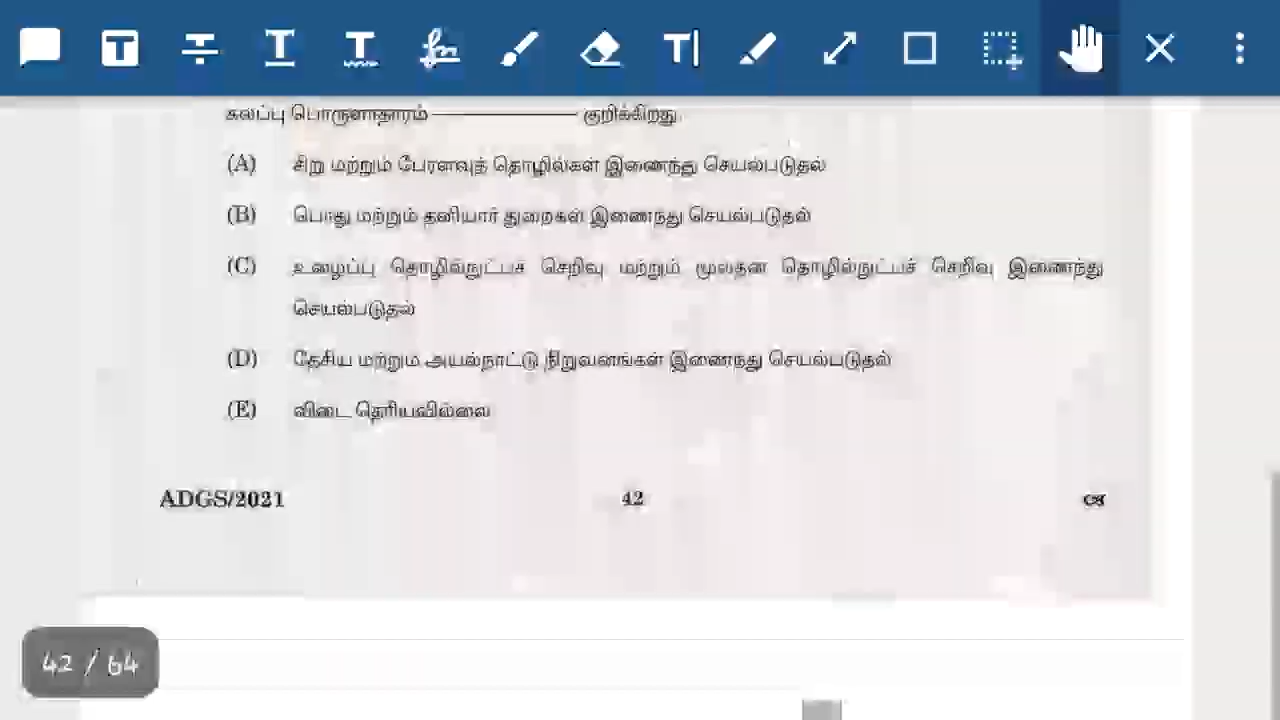 கலப்பு பொருளாதாரம் ———————— குறிக்கிறது.
(A) சிறு மற்றும் பேரளவுத் தொழில்கள் இணைந்து செயல்படுதல்
(B) பொது மற்றும் தனியார் துறைகள் இணைந்து செயல்படுதல்
(C) உழைப்பு தொழில்நுட்பச் செறிவு மற்றும் மூலதன தொழில்நுட்பச் செறிவு இணைந்து
செயல்படுதல்
(D) தேசிய மற்றும் அயல்நாட்டு நிறுவனங்கள் இணைந்து செயல்படுதல்
(E) விடை தெரியவில்லை
ADGS/2021 42
42 / 64